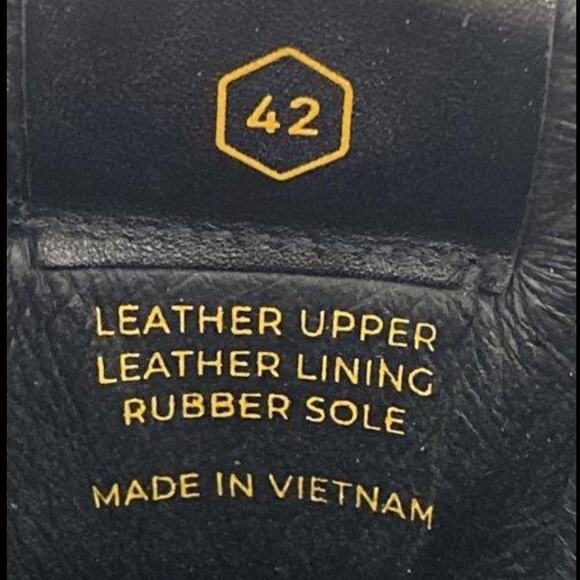 42
LEATHER UPPER
LEATHER LINING
RUBBER SOLE
MADE IN VIETNAM